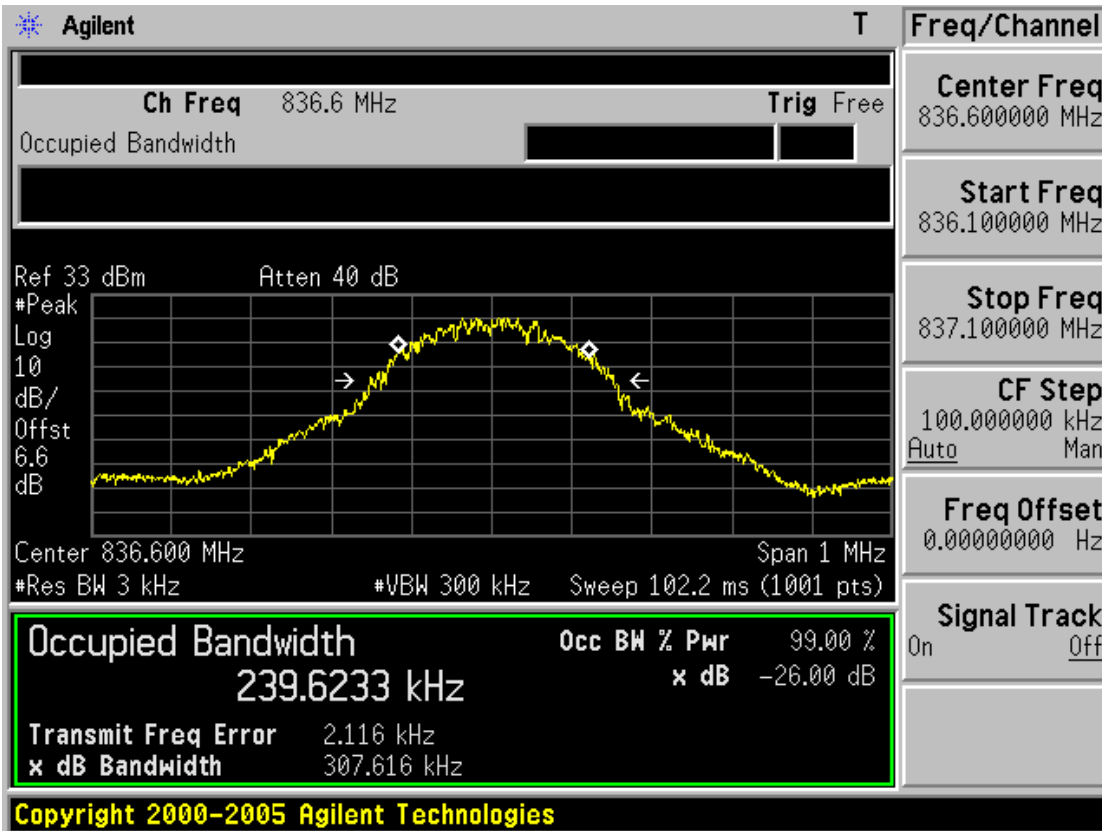 Agilent T
Ch Freq 836.6 MHz Trig Free
Occupied Bandwidth
Ref 33 dBm Atten 40 dB
#Peak
Log
10
dB/
Offst
6.6
dB
Center 836.600 MHz Span 1 MHz
#Res BW 3 kHz #VBW 300 kHz Sweep 102.2 ms (1001 pts)
Occupied Bandwidth Occ BW % Pwr 99.00 %
239.6233 kHz x dB -26.00 dB
Transmit Freq Error 2.116 kHz
x dB Bandwidth 307.616 kHz
Copyright 2000-2005 Agilent Technologies
Freq/Channel
Center Freq
836.600000 MHz
Start Freq
836.100000 MHz
Stop Freq
837.100000 MHz
CF Step
100.000000 kHz
Auto Man
Freq Offset
0.00000000 Hz
Signal Track
On Off